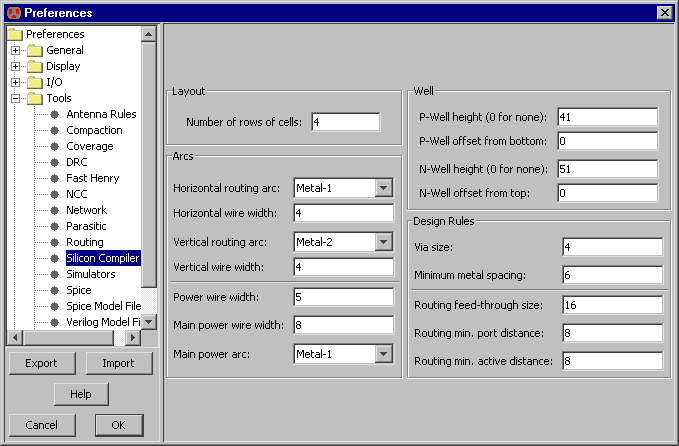 Preferences
Preferences
General
Display
I/O
Tools
Antenna Rules
Compaction
Coverage
DRC
Fast Henry
NCC
Network
Parasitic
Routing
Silicon Compiler
Simulators
Spice
Spice Model File
Verilog Model Fi
Export Import
Help
Cancel OK
Layout
Number of rows of cells: 4
Arcs
Horizontal routing arc: Metal-1
Horizontal wire width: 4
Vertical routing arc: Metal-2
Vertical wire width: 4
Power wire width: 5
Main power wire width: 8
Main power arc: Metal-1
Well
P-Well height (0 for none): 41
P-Well offset from bottom: 0
N-Well height (0 for none): 51
N-Well offset from top: 0
Design Rules
Via size: 4
Minimum metal spacing: 6
Routing feed-through size: 16
Routing min. port distance: 8
Routing min. active distance: 8